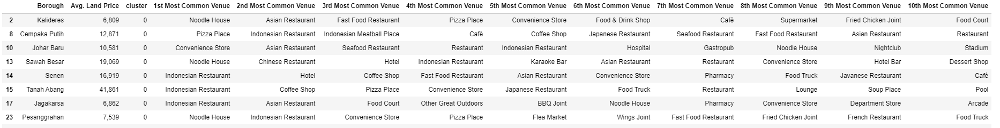 Borough Avg. Land Price cluster 1st Most Common Venue 2nd Most Common Venue 3rd Most Common Venue 4th Most Common Venue 5th Most Common Venue 6th Most Common Venue 7th Most Common Venue 8th Most Common Venue 9th Most Common Venue 10th Most Common Venue
2 Kalideres 6,809 0 Noodle House Asian Restaurant Fast Food Restaurant Pizza Place Convenience Store Food & Drink Shop Café Supermarket Fried Chicken Joint Food Court
8 Cempaka Putih 12,871 0 Pizza Place Indonesian Restaurant Indonesian Meatball Place Café Coffee Shop Japanese Restaurant Seafood Restaurant Fast Food Restaurant Asian Restaurant Restaurant
10 Johar Baru 10,581 0 Convenience Store Asian Restaurant Seafood Restaurant Restaurant Indonesian Restaurant Hospital Gastropub Noodle House Nightclub Stadium
13 Sawah Besar 19,069 0 Noodle House Chinese Restaurant Hotel Indonesian Restaurant Karaoke Bar Asian Restaurant Restaurant Convenience Store Hotel Bar Dessert Shop
14 Senen 16,919 0 Indonesian Restaurant Hotel Coffee Shop Fast Food Restaurant Asian Restaurant Convenience Store Pharmacy Food Truck Javanese Restaurant Café
15 Tanah Abang 41,861 0 Indonesian Restaurant Coffee Shop Pizza Place Convenience Store Japanese Restaurant Food Truck Restaurant Lounge Soup Place Pool
17 Jagakarsa 6,862 0 Indonesian Restaurant Asian Restaurant Food Court Other Great Outdoors BBQ Joint Noodle House Pharmacy Convenience Store Department Store Arcade
23 Pesanggrahan 7,539 0 Noodle House Indonesian Restaurant Convenience Store Pizza Place Flea Market Wings Joint Fast Food Restaurant Fried Chicken Joint French Restaurant Food Truck